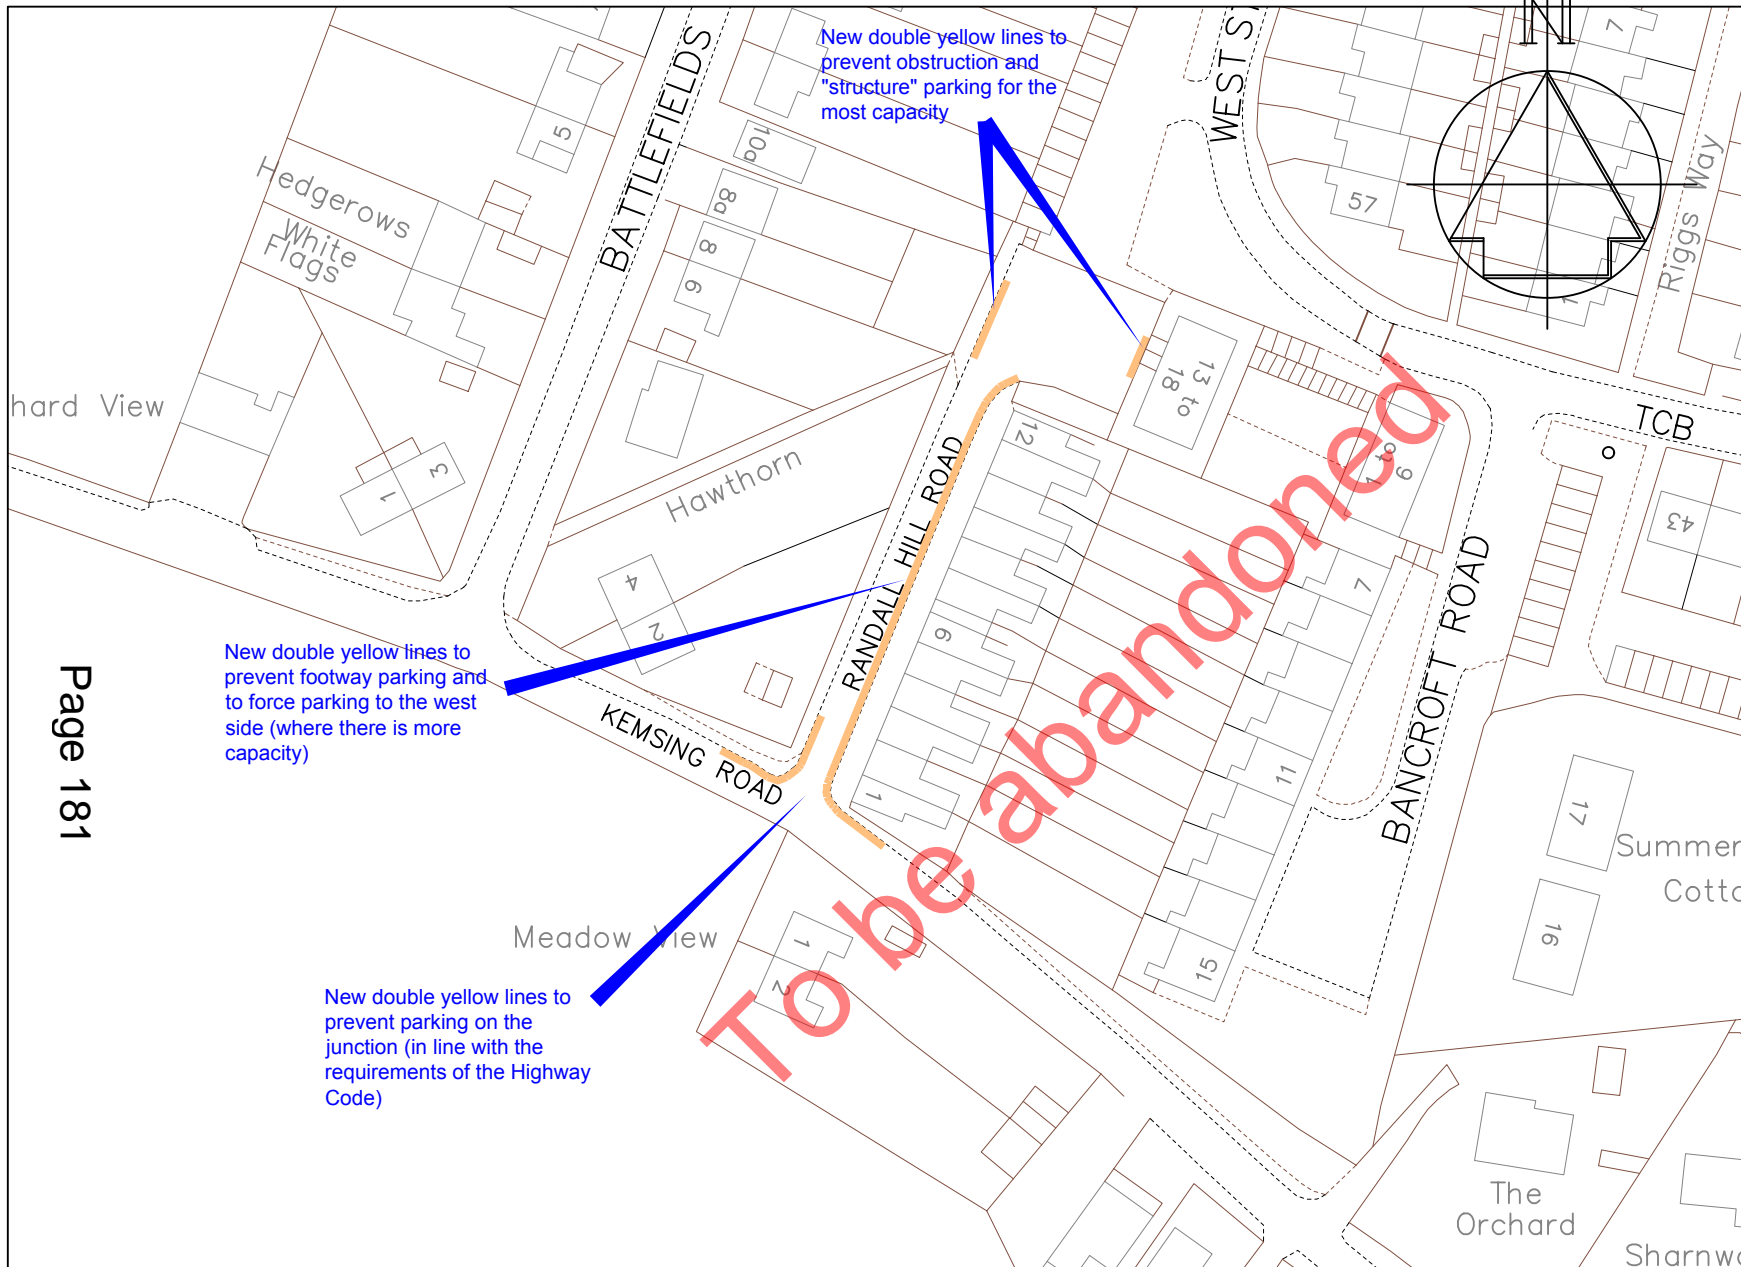 New double yellow lines to
prevent obstruction and
"structure" parking for the
most capacity
BATTLEFIELDS
WEST S
7
5
10a
8a
8
6
Hedgerows
White
Flags
57
Riggs Way
1
hard View
3
1
13 to
18
1 to 9
TCB
43
Hawthorn
12
RANDALL HILL ROAD
4
2
6
7
BANCROFT ROAD
New double yellow lines to
prevent footway parking and
to force parking to the west
side (where there is more
capacity)
KEMSING ROAD
1
11
17
Summer
Cotta
16
15
Meadow View
1
2
To be abandoned
New double yellow lines to
prevent parking on the
junction (in line with the
requirements of the Highway
Code)
The
Orchard
Sharnwo
Page 181
N